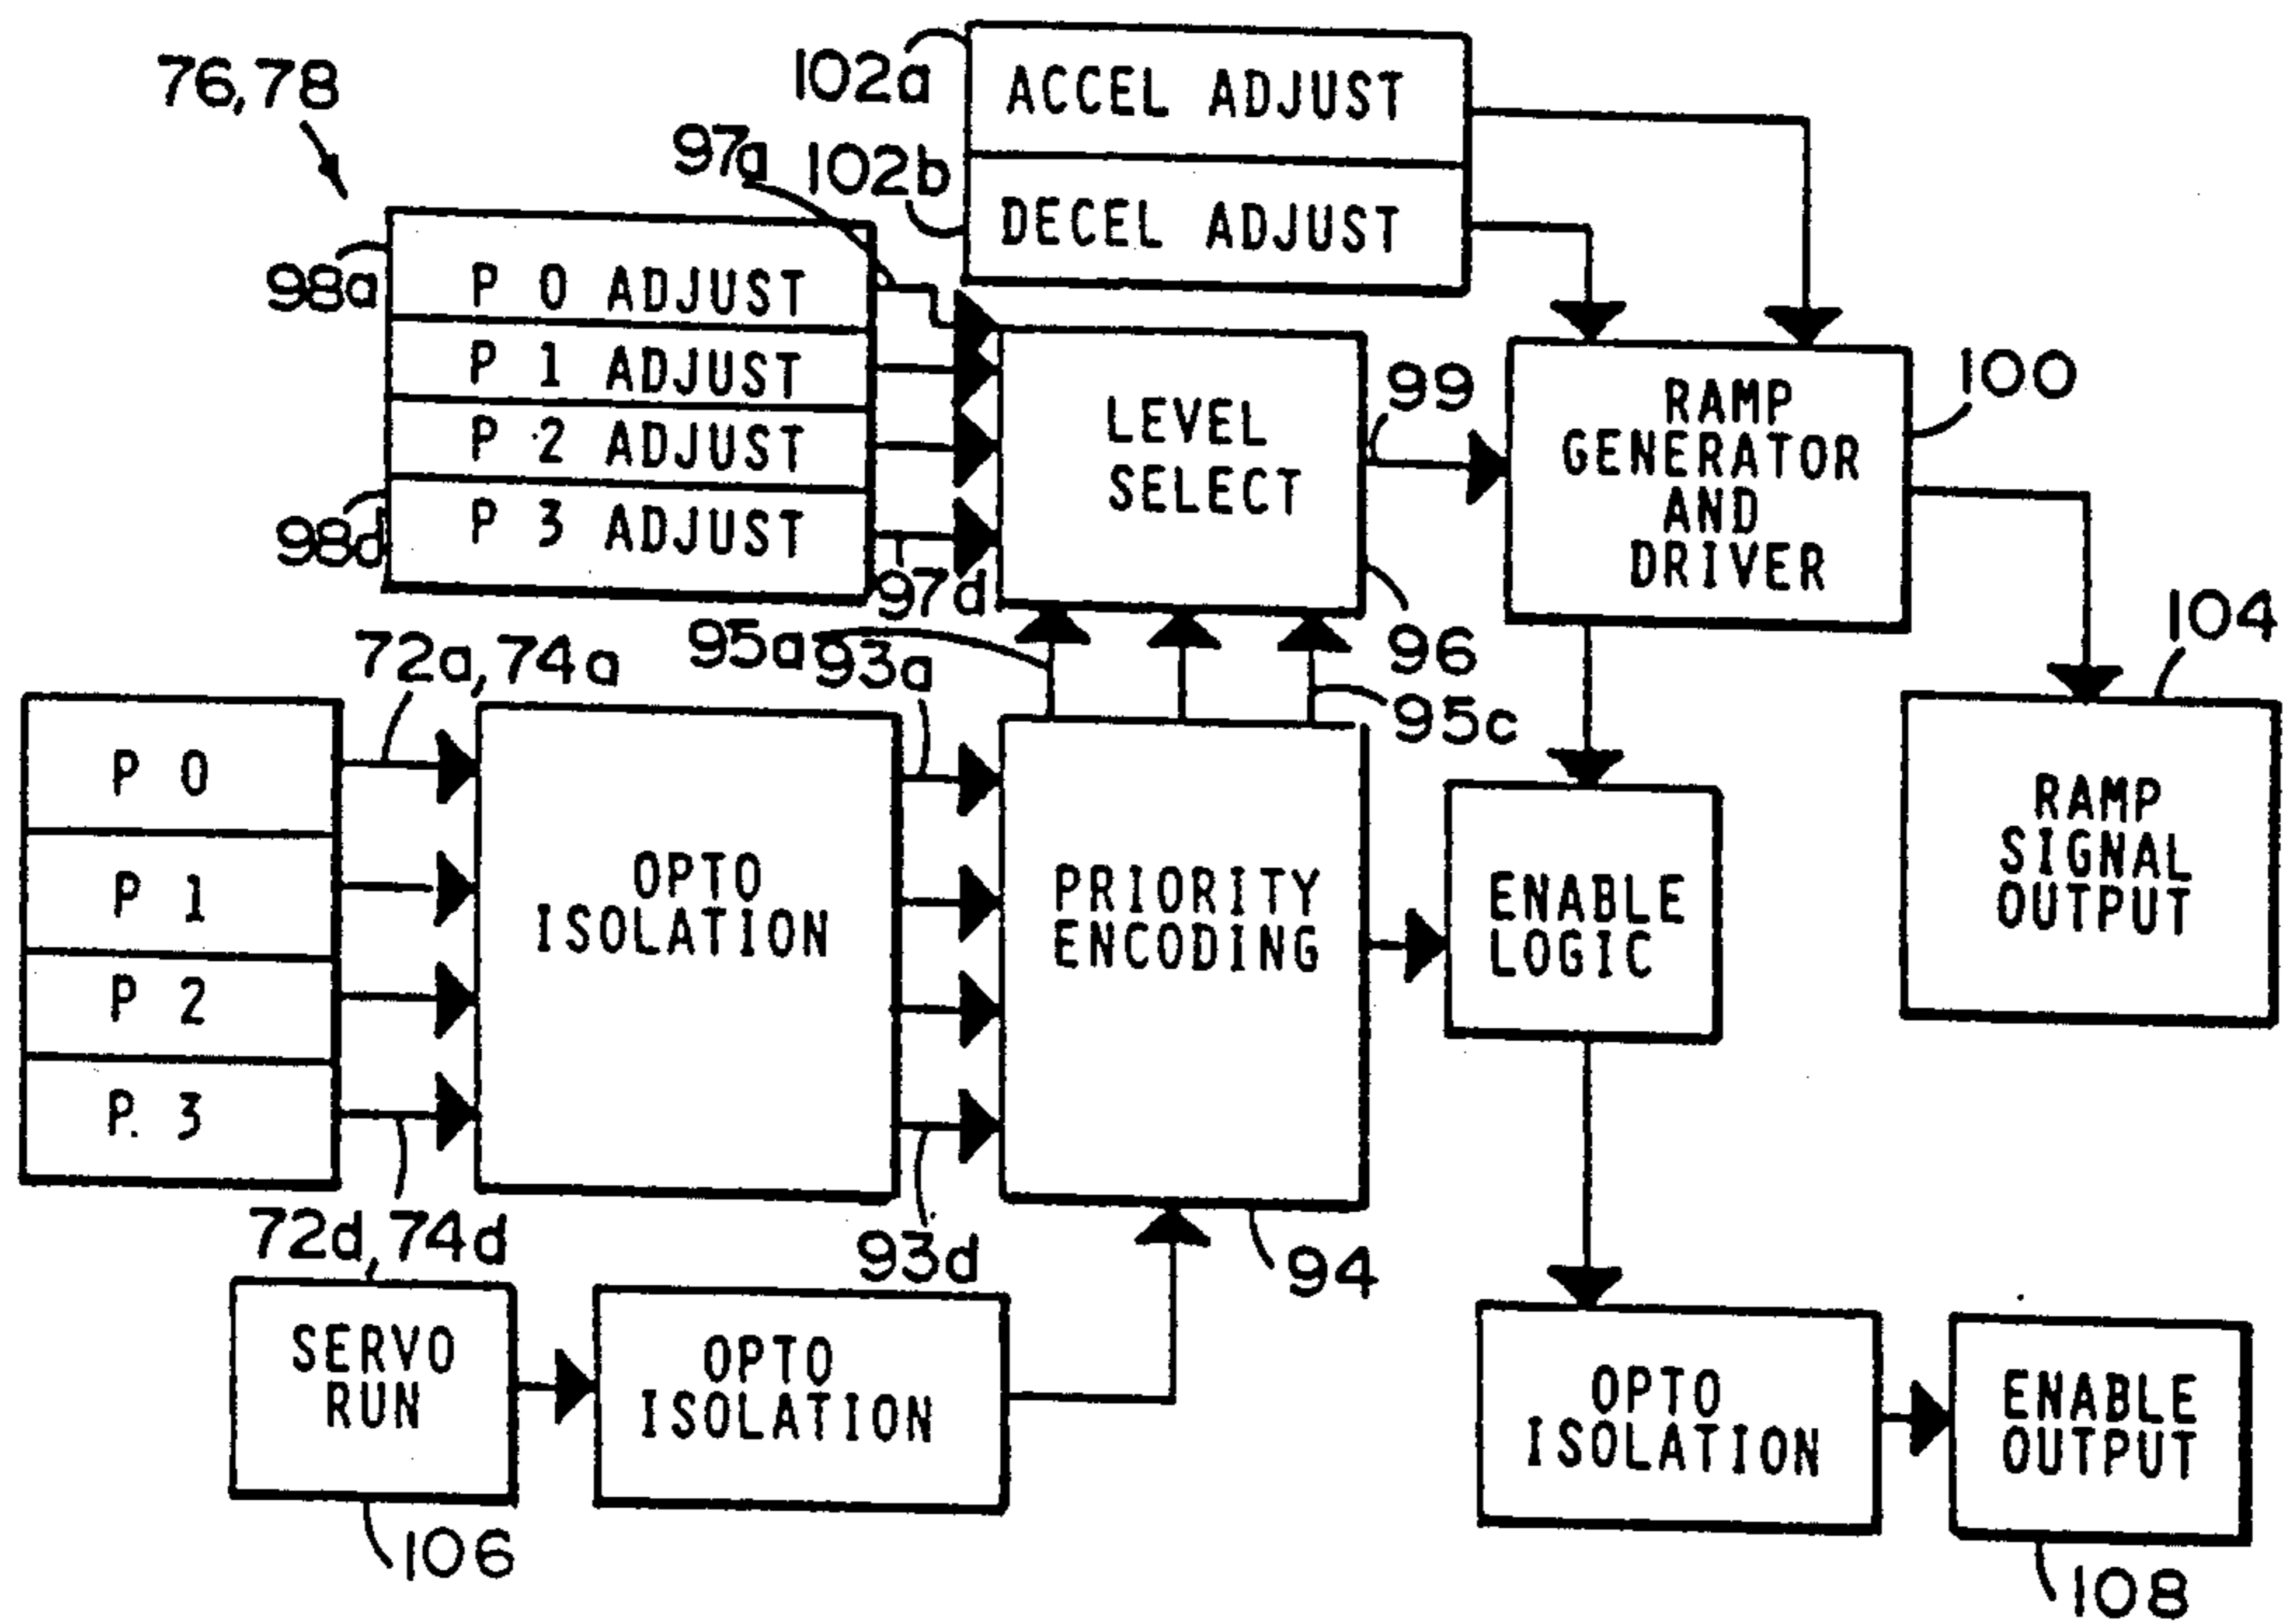 76,78
102a
ACCEL ADJUST
97a
102b
DECEL ADJUST
98a
P 0 ADJUST
P 1 ADJUST
P 2 ADJUST
98d
P 3 ADJUST
97d
LEVEL
SELECT
99
RAMP
GENERATOR
AND
DRIVER
100
96
95a
95c
104
72a,74a
93a
P 0
P 1
P 2
P. 3
OPTO
ISOLATION
PRIORITY
ENCODING
ENABLE
LOGIC
RAMP
SIGNAL
OUTPUT
72d,74d
93d
94
SERVO
RUN
OPTO
ISOLATION
OPTO
ISOLATION
ENABLE
OUTPUT
106
108